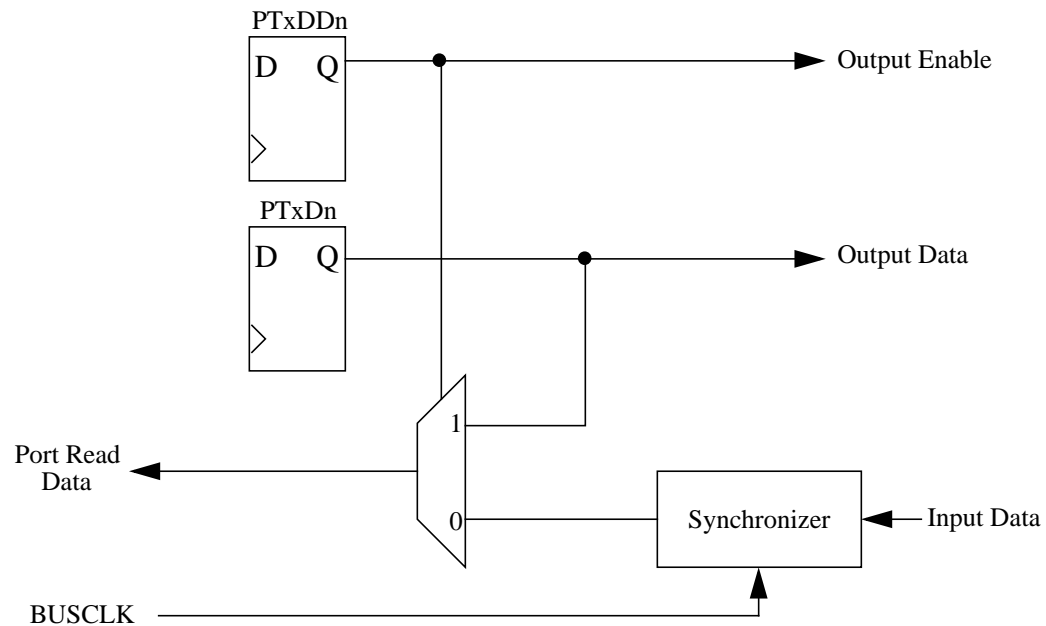 PTxDDn
D Q
Output Enable
PTxDn
D Q
Output Data
1
Port Read
Data
0
Synchronizer
Input Data
BUSCLK